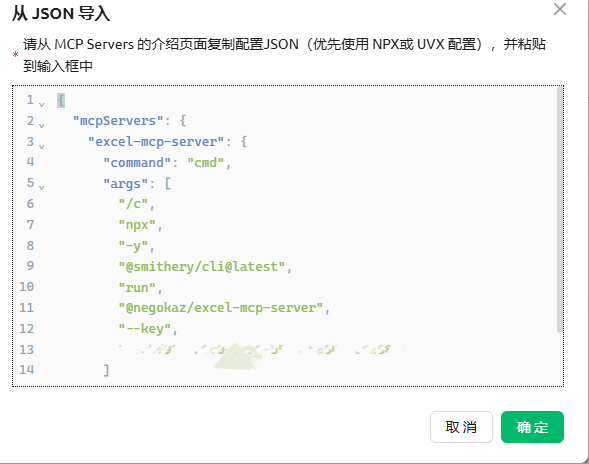 从 JSON 导入
* 请从 MCP Servers 的介绍页面复制配置JSON（优先使用 NPX或 UVX 配置），并粘贴
到输入框中
1 {
2 "mcpServers": {
3 "excel-mcp-server": {
4 "command": "cmd",
5 "args": [
6 "/c",
7 "npx",
8 "-y",
9 "@smithery/cli@latest",
10 "run",
11 "@negokaz/excel-mcp-server",
12 "--key",
13
14 ]
取 消 确 定